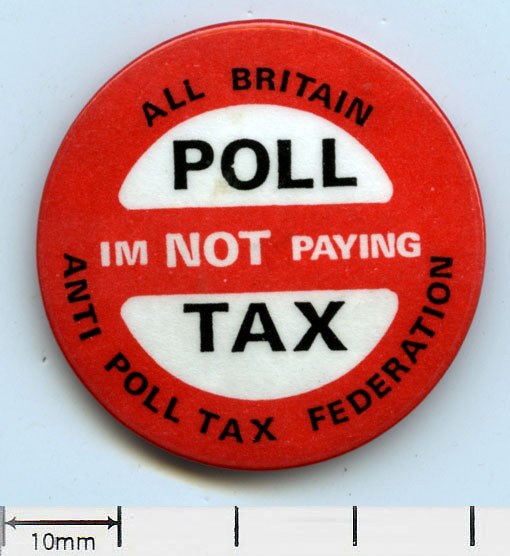 ALL BRITAIN
POLL
IM NOT PAYING
TAX
ANTI POLL TAX FEDERATION
10mm